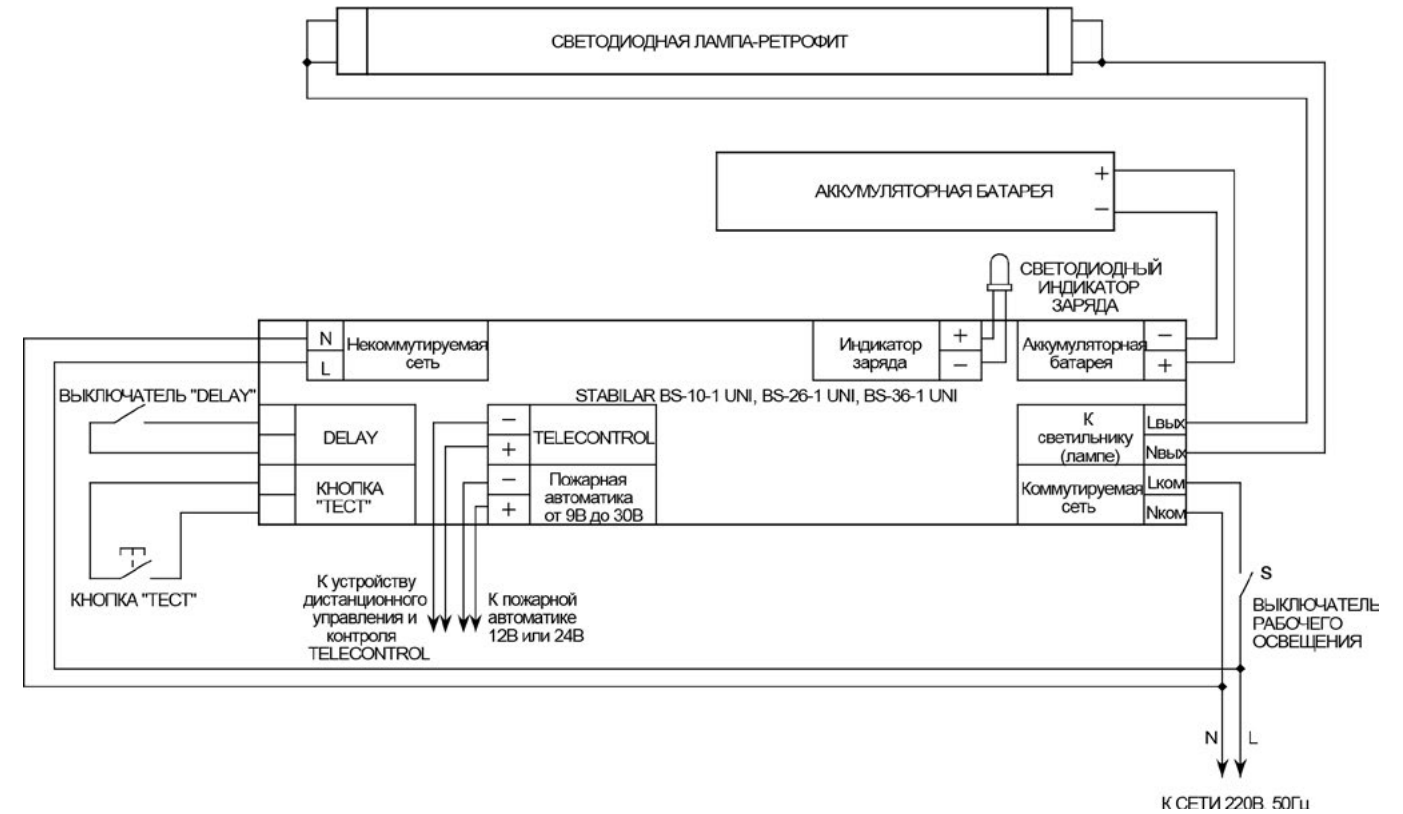 СВЕТОДИОДНАЯ ЛАМПА-РЕТРОФИТ
АККУМУЛЯТОРНАЯ БАТАРЕЯ
+
−
СВЕТОДИОДНЫЙ
ИНДИКАТОР
ЗАРЯДА
N
L
Некоммутируемая
сеть
Индикатор
заряда
+
−
Аккумуляторная
батарея
−
+
STABILAR BS-10-1 UNI, BS-26-1 UNI, BS-36-1 UNI
ВЫКЛЮЧАТЕЛЬ "DELAY"
DELAY
−
+
TELECONTROL
К
светильнику
(лампе)
Lвых
Nвых
КНОПКА
"ТЕСТ"
−
+
Пожарная
автоматика
от 9В до 30В
Коммутируемая
сеть
Lком
Nком
КНОПКА "ТЕСТ"
К устройству
дистанционного
управления и
контроля
TELECONTROL
К пожарной
автоматике
12В или 24В
S
ВЫКЛЮЧАТЕЛЬ
РАБОЧЕГО
ОСВЕЩЕНИЯ
N
L
К СЕТИ 220В, 50Гц